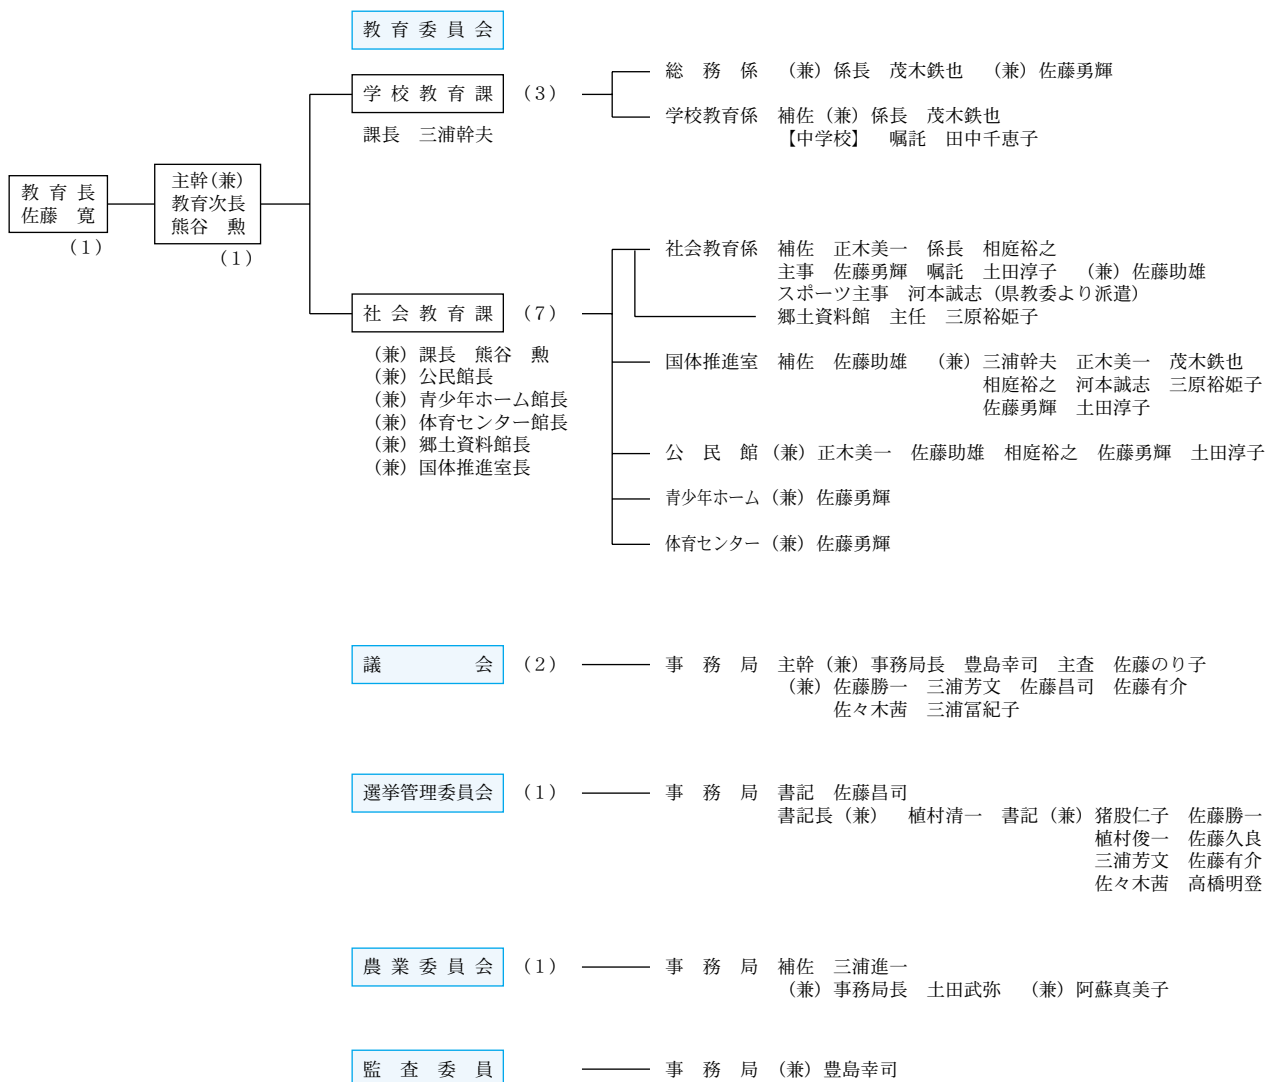 教育委員会
教育長
佐藤　寛
(１)
主幹(兼)
教育次長
熊谷　勲
(１)
学校教育課 (３)
課長　三浦幹夫
総務係　(兼)係長　茂木鉄也　(兼)佐藤勇輝
学校教育係　補佐(兼)係長　茂木鉄也
【中学校】　嘱託　田中千恵子
社会教育課 (７)
(兼)課長　熊谷　勲
(兼)公民館長
(兼)青少年ホーム館長
(兼)体育センター館長
(兼)郷土資料館長
(兼)国体推進室長
社会教育係　補佐　正木美一　係長　相庭裕之
主事　佐藤勇輝　嘱託　土田淳子　(兼)佐藤助雄
スポーツ主事　河本誠志(県教委より派遣)
郷土資料館　主任　三原裕姫子
国体推進室　補佐　佐藤助雄　(兼)三浦幹夫　正木美一　茂木鉄也
相庭裕之　河本誠志　三原裕姫子
佐藤勇輝　土田淳子
公民館　(兼)正木美一　佐藤助雄　相庭裕之　佐藤勇輝　土田淳子
青少年ホーム　(兼)佐藤勇輝
体育センター　(兼)佐藤勇輝
議会 (２)　事務局　主幹(兼)事務局長　豊島幸司　主査　佐藤のり子
(兼)佐藤勝一　三浦芳文　佐藤昌司　佐藤有介
佐々木茜　三浦冨紀子
選挙管理委員会 (１)　事務局　書記　佐藤昌司
書記長(兼)　植村清一　書記(兼)猪股仁子　佐藤勝一
植村俊一　佐藤久良
三浦芳文　佐藤有介
佐々木茜　高橋明登
農業委員会 (１)　事務局　補佐　三浦進一
(兼)事務局長　土田武弥　(兼)阿蘇真美子
監査委員　事務局　(兼)豊島幸司